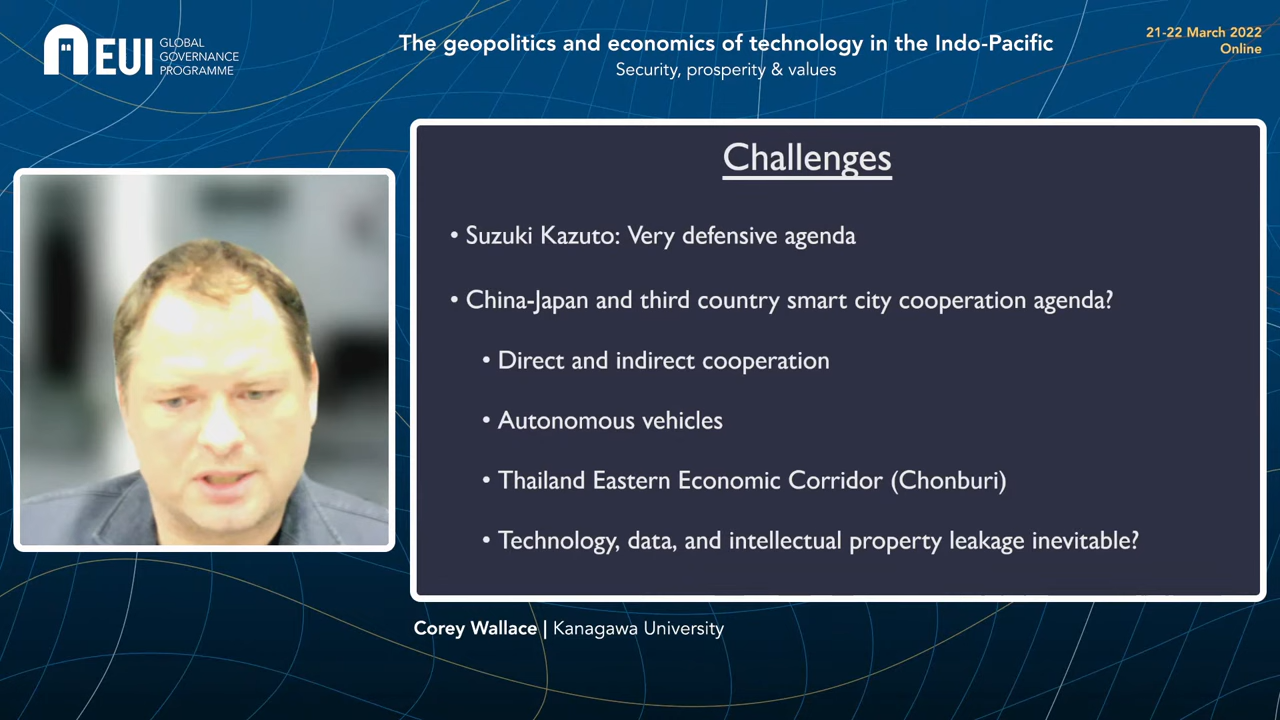 EUI
GLOBAL
GOVERNANCE
PROGRAMME
The geopolitics and economics of technology in the Indo-Pacific
Security, prosperity & values
21-22 March 2022
Online
Challenges
• Suzuki Kazuto: Very defensive agenda
• China-Japan and third country smart city cooperation agenda?
• Direct and indirect cooperation
• Autonomous vehicles
• Thailand Eastern Economic Corridor (Chonburi)
• Technology, data, and intellectual property leakage inevitable?
Corey Wallace | Kanagawa University